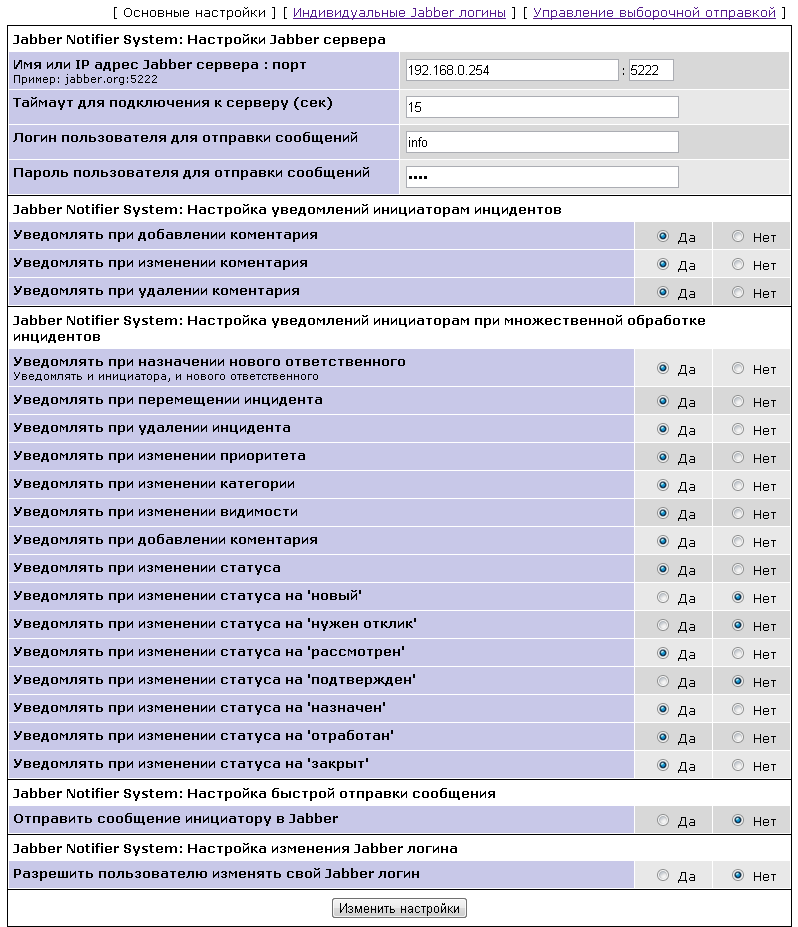 [ Основные настройки ] [ Индивидуальные Jabber логины ] [ Управление выборочной отправкой ]
Jabber Notifier System: Настройки Jabber сервера
Имя или IP адрес Jabber сервера : порт
Пример: jabber.org:5222
192.168.0.254 : 5222
Таймаут для подключения к серверу (сек)
15
Логин пользователя для отправки сообщений
info
Пароль пользователя для отправки сообщений
••••
Jabber Notifier System: Настройка уведомлений инициаторам инцидентов
Уведомлять при добавлении коментария Да Нет
Уведомлять при изменении коментария Да Нет
Уведомлять при удалении коментария Да Нет
Jabber Notifier System: Настройка уведомлений инициаторам при множественной обработке
инцидентов
Уведомлять при назначении нового ответственного Да Нет
Уведомлять и инициатора, и нового ответственного
Уведомлять при перемещении инцидента Да Нет
Уведомлять при удалении инцидента Да Нет
Уведомлять при изменении приоритета Да Нет
Уведомлять при изменении категории Да Нет
Уведомлять при изменении видимости Да Нет
Уведомлять при добавлении коментария Да Нет
Уведомлять при изменении статуса Да Нет
Уведомлять при изменении статуса на 'новый' Да Нет
Уведомлять при изменении статуса на 'нужен отклик' Да Нет
Уведомлять при изменении статуса на 'рассмотрен' Да Нет
Уведомлять при изменении статуса на 'подтвержден' Да Нет
Уведомлять при изменении статуса на 'назначен' Да Нет
Уведомлять при изменении статуса на 'отработан' Да Нет
Уведомлять при изменении статуса на 'закрыт' Да Нет
Jabber Notifier System: Настройка быстрой отправки сообщения
Отправить сообщение инициатору в Jabber Да Нет
Jabber Notifier System: Настройка изменения Jabber логина
Разрешить пользователю изменять свой Jabber логин Да Нет
Изменить настройки